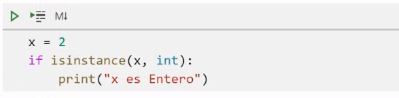 M↓
x = 2
if isinstance(x, int):
    print("x es Entero")